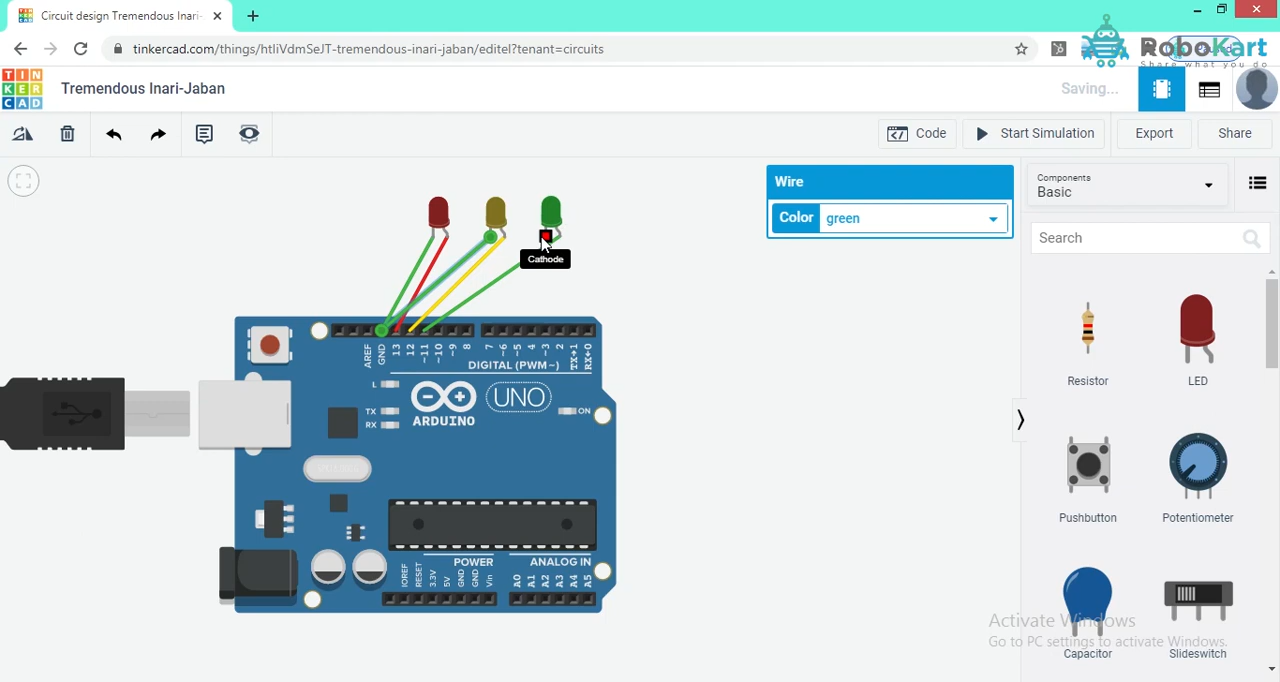 Circuit design Tremendous Inari-
tinkercad.com/things/htIiVdmSeJT-tremendous-inari-jaban/editel?tenant=circuits
RoboKart
Share what you do
TIN
KER
CAD
Tremendous Inari-Jaban
Saving...
Code
Start Simulation
Export
Share
Wire
Color
green
Components
Basic
Search
Cathode
AREF
GND
13
12
~11
~10
~9
8
7
~6
~5
4
~3
2
TX→1
RX←0
DIGITAL (PWM~)
L
TX
RX
UNO
ARDUINO
ON
POWER
ANALOG IN
IOREF
RESET
3.3V
5V
GND
GND
Vin
A0
A1
A2
A3
A4
A5
Resistor
LED
Pushbutton
Potentiometer
Capacitor
Slideswitch
Activate Windows
Go to PC settings to activate Windows.